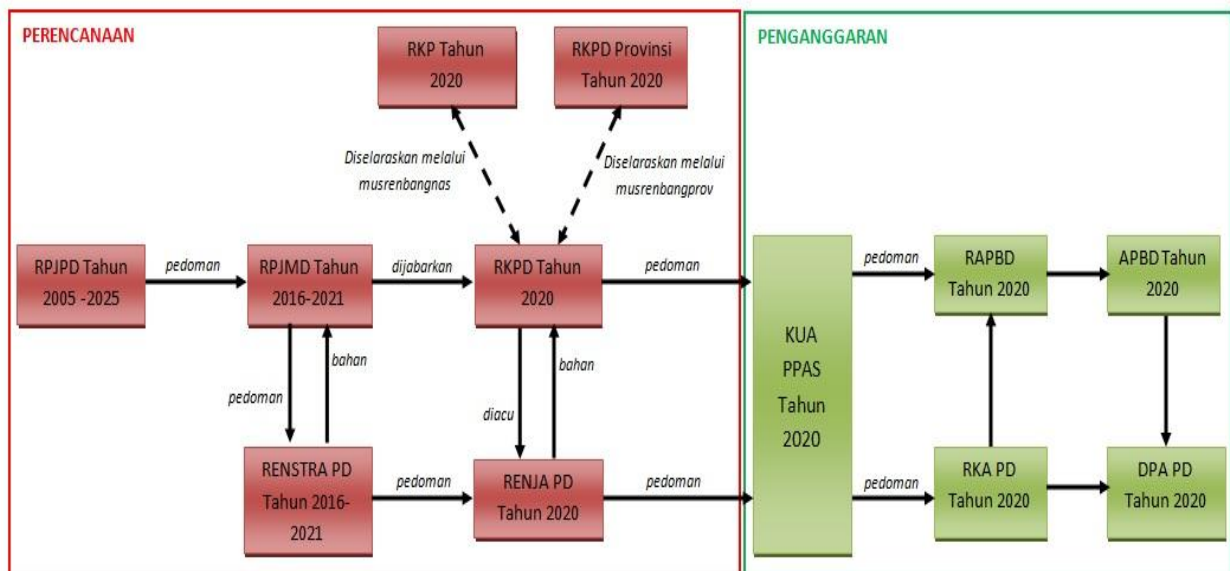 PERENCANAAN
PENGANGGARAN
RKP Tahun
2020
RKPD Provinsi
Tahun 2020
Diselaraskan melalui
musrenbangnas
Diselaraskan melalui
musrenbangprov
RPJPD Tahun
2005 -2025
pedoman
RPJMD Tahun
2016-2021
dijabarkan
RKPD Tahun
2020
pedoman
KUA
PPAS
Tahun
2020
pedoman
RAPBD
Tahun 2020
APBD Tahun
2020
pedoman
bahan
diacu
bahan
RENSTRA PD
Tahun 2016-
2021
pedoman
RENJA PD
Tahun 2020
pedoman
pedoman
RKA PD
Tahun 2020
DPA PD
Tahun 2020